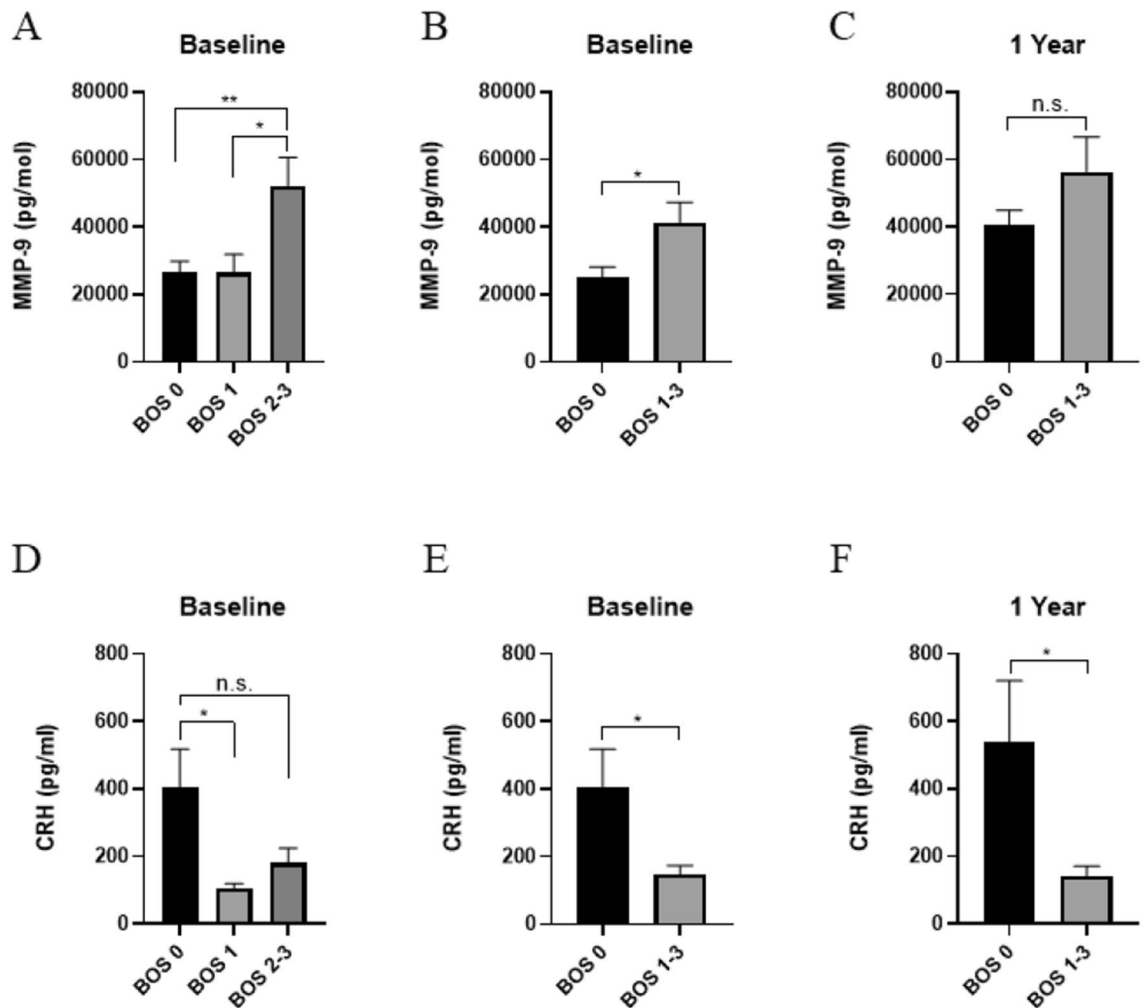 A
Baseline
MMP-9 (pg/mol)
80000
60000
40000
20000
0
**
*
BOS 0
BOS 1
BOS 2-3
B
Baseline
MMP-9 (pg/mol)
80000
60000
40000
20000
0
*
BOS 0
BOS 1-3
C
1 Year
MMP-9 (pg/mol)
80000
60000
40000
20000
0
n.s.
BOS 0
BOS 1-3
D
Baseline
CRH (pg/ml)
800
600
400
200
0
n.s.
*
BOS 0
BOS 1
BOS 2-3
E
Baseline
CRH (pg/ml)
800
600
400
200
0
*
BOS 0
BOS 1-3
F
1 Year
CRH (pg/ml)
800
600
400
200
0
*
BOS 0
BOS 1-3